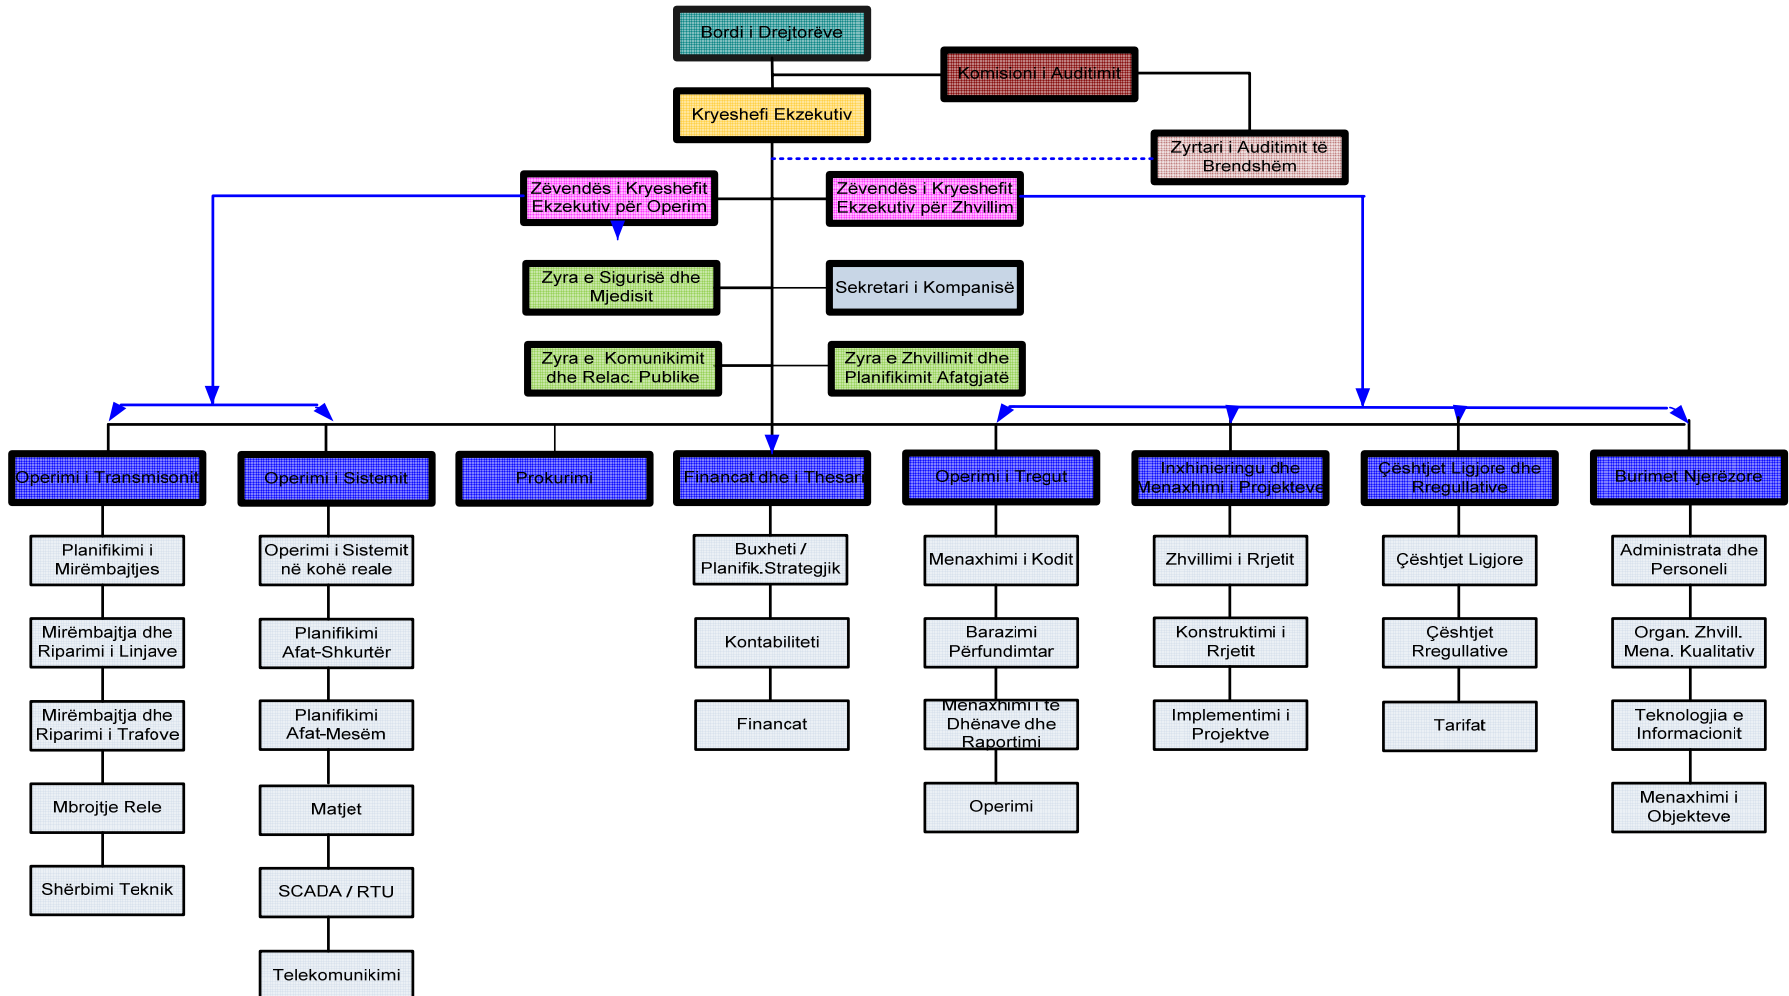 Bordi i Drejtorëve
Komisioni i Auditimit
Kryeshefi Ekzekutiv
Zyrtari i Auditimit të
Brendshëm
Zëvendës i Kryeshefit
Ekzekutiv për Operim
Zëvendës i Kryeshefit
Ekzekutiv për Zhvillim
Zyra e Sigurisë dhe
Mjedisit
Sekretari i Kompanisë
Zyra e Komunikimit
dhe Relac. Publike
Zyra e Zhvillimit dhe
Planifikimit Afatgjatë
Operimi i Transmisonit
Operimi i Sistemit
Prokurimi
Financat dhe i Thesari
Operimi i Tregut
Inxhinieringu dhe
Menaxhimi i Projekteve
Çështjet Ligjore dhe
Rregullative
Burimet Njerëzore
Planifikimi i
Mirëmbajtjes
Mirëmbajtja dhe
Riparimi i Linjave
Mirëmbajtja dhe
Riparimi i Trafove
Mbrojtje Rele
Shërbimi Teknik
Operimi i Sistemit
në kohë reale
Planifikimi
Afat-Shkurtër
Planifikimi
Afat-Mesëm
Matjet
SCADA / RTU
Telekomunikimi
Buxheti /
Planifik.Strategjik
Kontabiliteti
Financat
Menaxhimi i Kodit
Barazimi
Përfundimtar
Menaxhimi i të
Dhënave dhe
Raportimi
Operimi
Zhvillimi i Rrjetit
Konstruktimi i
Rrjetit
Implementimi i
Projektve
Çështjet Ligjore
Çështjet
Rregullative
Tarifat
Administrata dhe
Personeli
Organ. Zhvill.
Mena. Kualitativ
Teknologjia e
Informacionit
Menaxhimi i
Objekteve